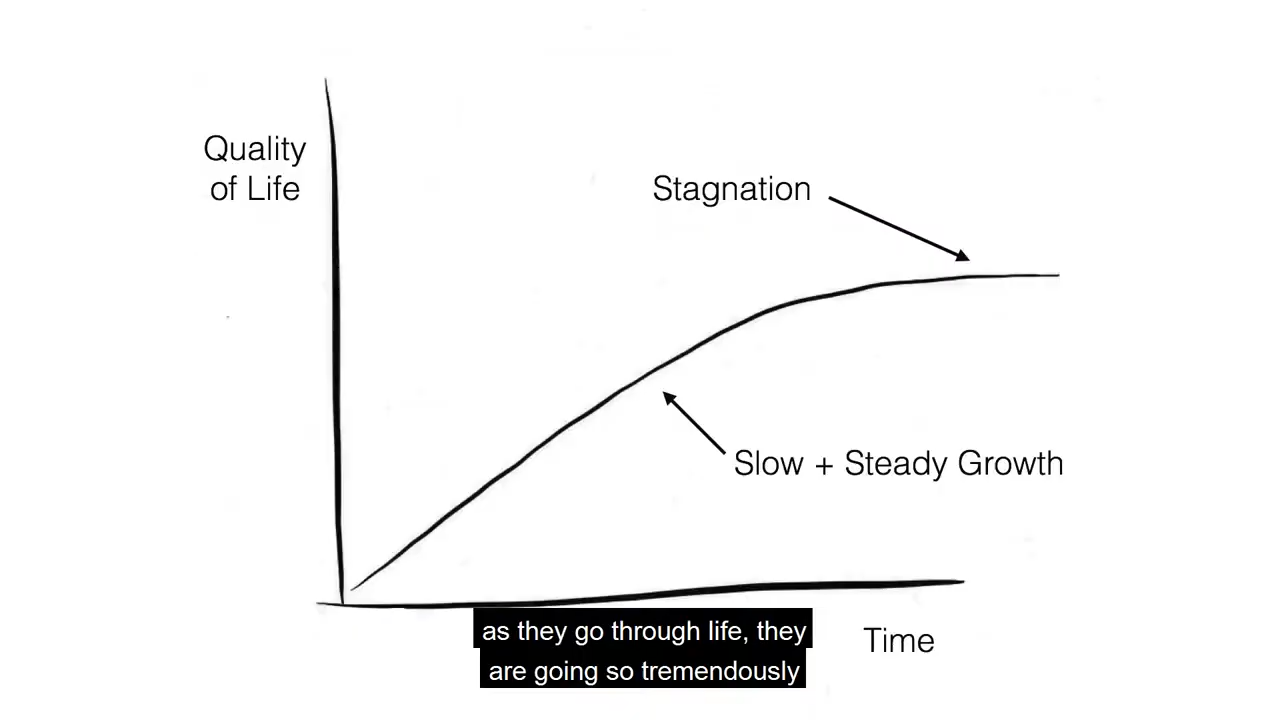 Quality
of Life
Stagnation
Slow + Steady Growth
Time
as they go through life, they
are going so tremendously